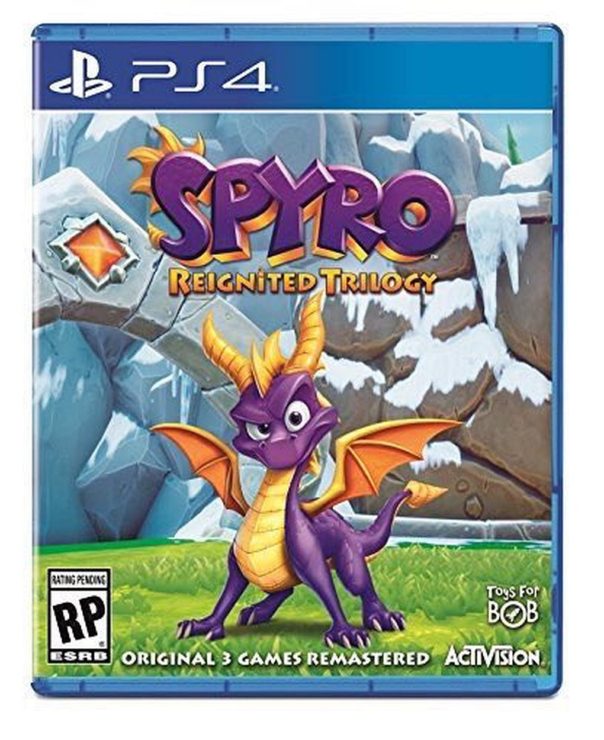 PS4
SPYRO
REIGNITED TRILOGY
RATING PENDING
RP
ESRB
ORIGINAL 3 GAMES REMASTERED
Toys For
BOB
ACTIVISION